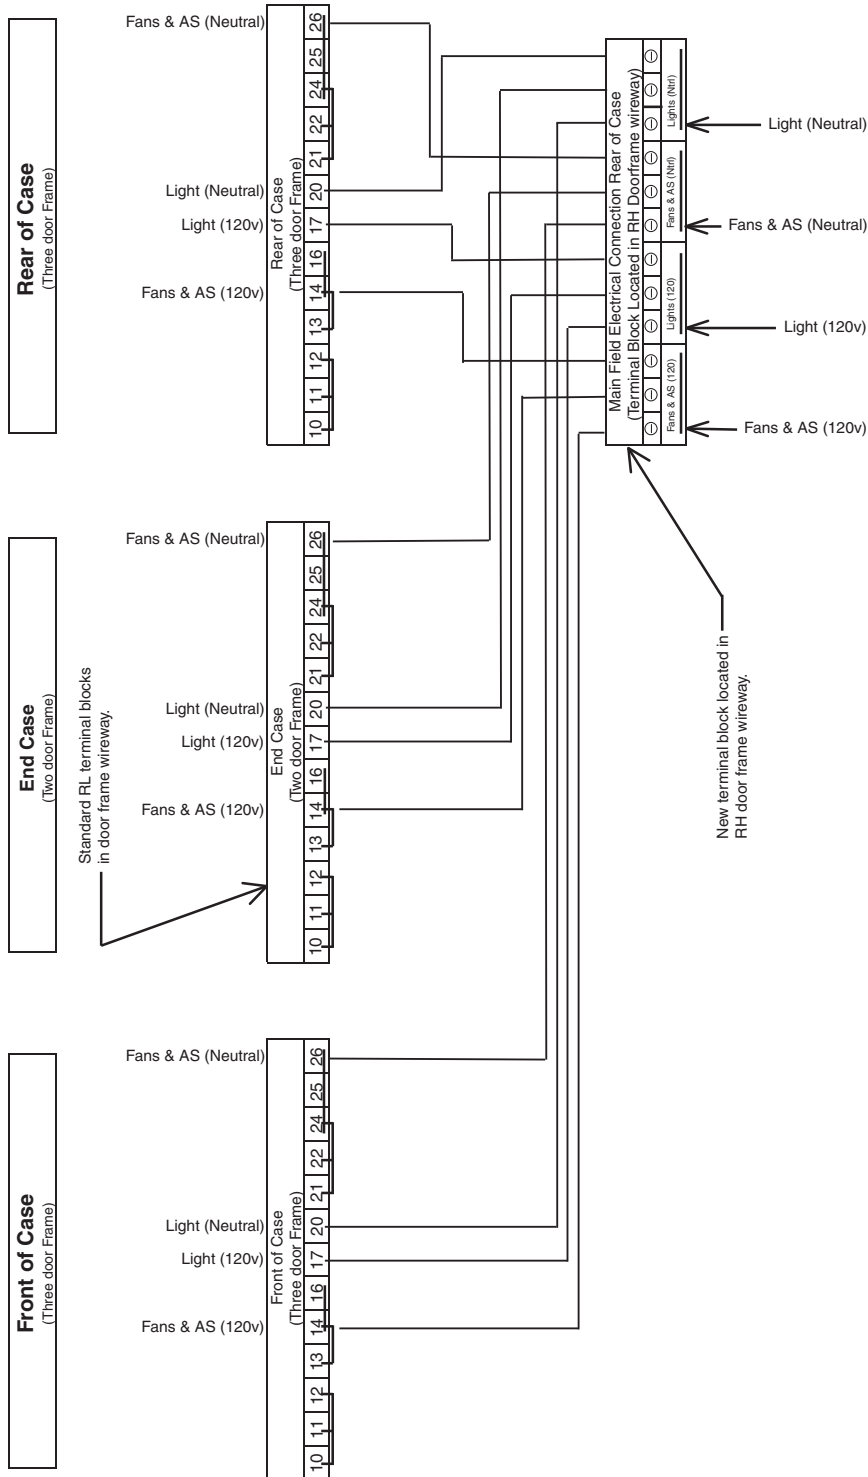 Rear of Case
(Three door Frame)
Fans & AS (Neutral)
Light (Neutral)
Light (120v)
Fans & AS (120v)
Rear of Case
(Three door Frame)
10 11 12 13 14 16 17 20 21 22 24 25 26
Main Field Electrical Connection Rear of Case
(Terminal Block Located in RH Doorframe wireway)
Fans & AS (120) Lights (120) Fans & AS (Ntrl) Lights (Ntrl)
Light (Neutral)
Fans & AS (Neutral)
Light (120v)
Fans & AS (120v)
End Case
(Two door Frame)
Standard RL terminal blocks
in door frame wireway.
Fans & AS (Neutral)
Light (Neutral)
Light (120v)
Fans & AS (120v)
End Case
(Two door Frame)
10 11 12 13 14 16 17 20 21 22 24 25 26
New terminal block located in
RH door frame wireway.
Front of Case
(Three door Frame)
Fans & AS (Neutral)
Light (Neutral)
Light (120v)
Fans & AS (120v)
Front of Case
(Three door Frame)
10 11 12 13 14 16 17 20 21 22 24 25 26